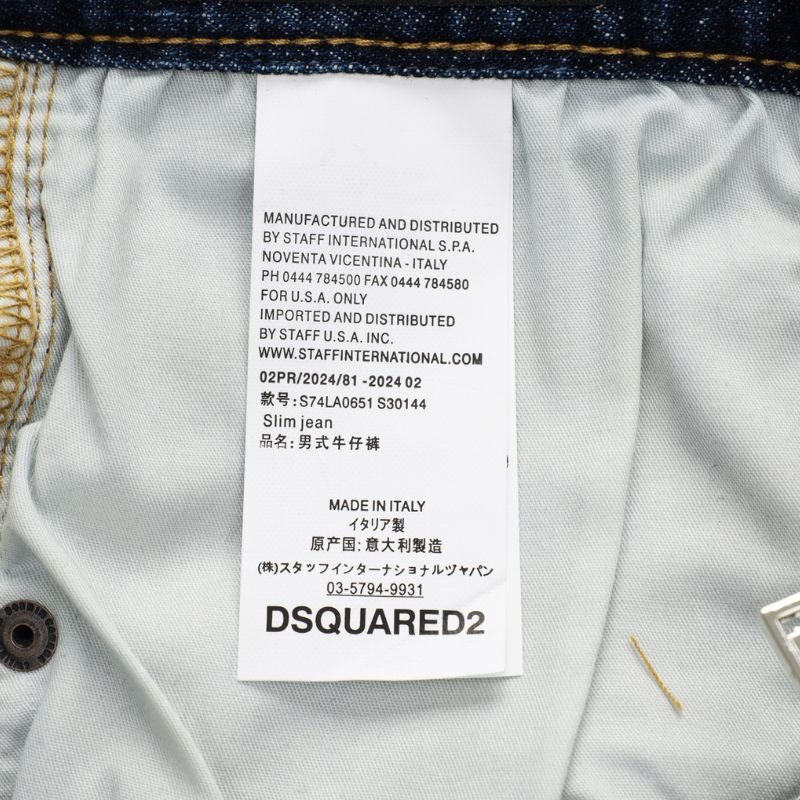 MANUFACTURED AND DISTRIBUTED
BY STAFF INTERNATIONAL S.P.A.
NOVENTA VICENTINA - ITALY
PH 0444 784500 FAX 0444 784580
FOR U.S.A. ONLY
IMPORTED AND DISTRIBUTED
BY STAFF U.S.A. INC.
WWW.STAFFINTERNATIONAL.COM
02PR/2024/81 -2024 02
款号: S74LA0651 S30144
Slim jean
品名: 男式牛仔裤
MADE IN ITALY
イタリア製
原产国: 意大利製造
(株)スタッフインターナショナルヅャパン
03-5794-9931
DSQUARED2